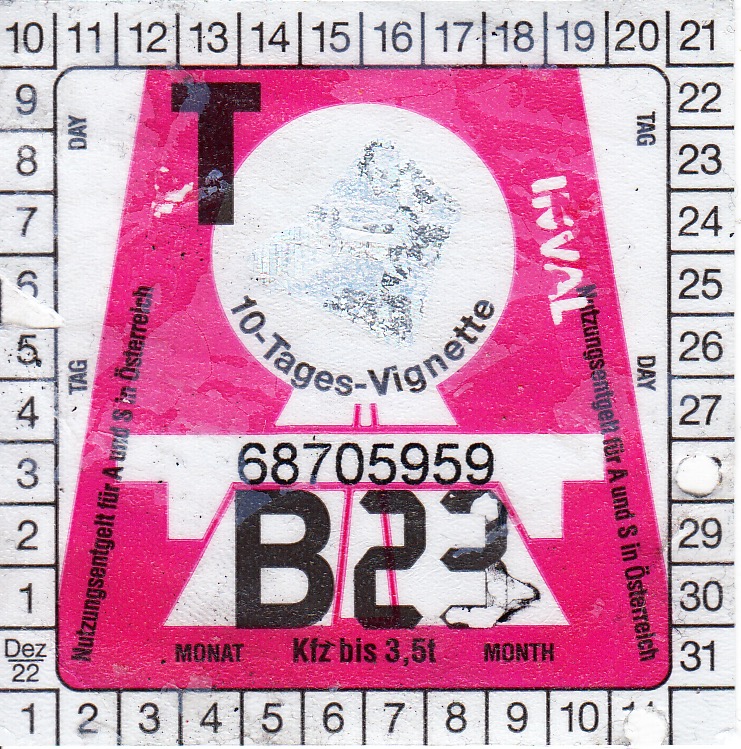 10 11 12 13 14 15 16 17 18 19 20 21
9 22
8 23
7 24
6 25
5 26
4 27
3
2 29
1 30
Dez
22
31
1 2 3 4 5 6 7 8 9 10
DAY
TAG
TAG
DAY
T
10-Tages-Vignette
Nutzungsentgelt für A und S in Österreich
Nutzungsentgelt für A und S in Österreich
68705959
B23
MONAT Kfz bis 3,5t MONTH